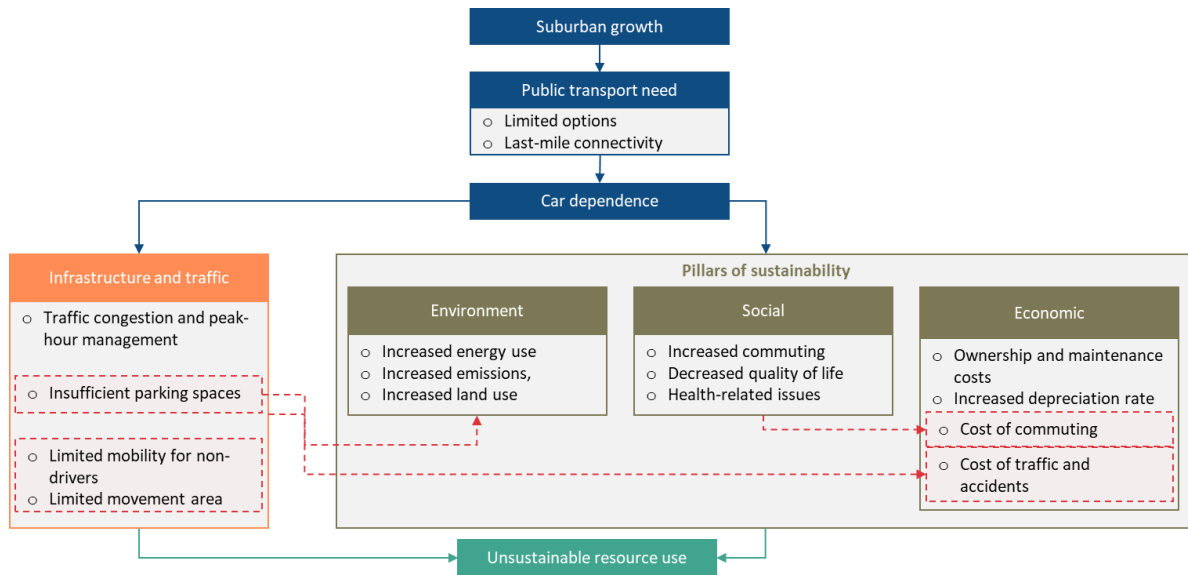 Suburban growth
Public transport need
○ Limited options
○ Last-mile connectivity
Car dependence
Infrastructure and traffic
○ Traffic congestion and peak-
hour management
○ Insufficient parking spaces
○ Limited mobility for non-
drivers
○ Limited movement area
Pillars of sustainability
Environment
○ Increased energy use
○ Increased emissions,
○ Increased land use
Social
○ Increased commuting
○ Decreased quality of life
○ Health-related issues
Economic
○ Ownership and maintenance
costs
○ Increased depreciation rate
○ Cost of commuting
○ Cost of traffic and
accidents
Unsustainable resource use